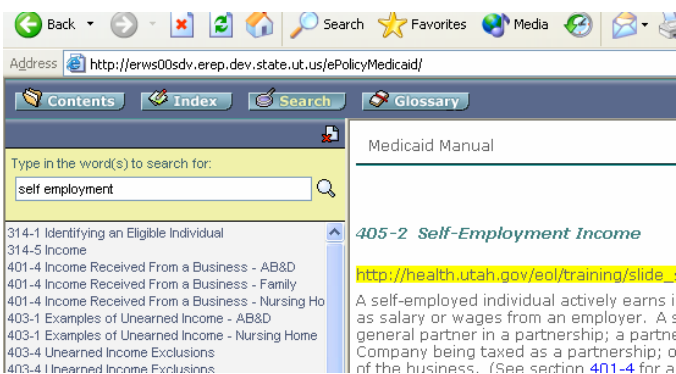 Back Search Favorites Media
Address http://erws00sdv.erep.dev.state.ut.us/ePolicyMedicaid/
Contents Index Search Glossary
Type in the word(s) to search for:
self employment
314-1 Identifying an Eligible Individual
314-5 Income
401-4 Income Received From a Business - AB&D
401-4 Income Received From a Business - Family
401-4 Income Received From a Business - Nursing Ho
403-1 Examples of Unearned Income - AB&D
403-1 Examples of Unearned Income - Nursing Home
403-4 Unearned Income Exclusions
403-4 Unearned Income Exclusions
Medicaid Manual
405-2 Self-Employment Income
http://health.utah.gov/eol/training/slide_s
A self-employed individual actively earns i
as salary or wages from an employer. A s
general partner in a partnership; a partne
Company being taxed as a partnership; o
of the business. (See section 401-4 for a